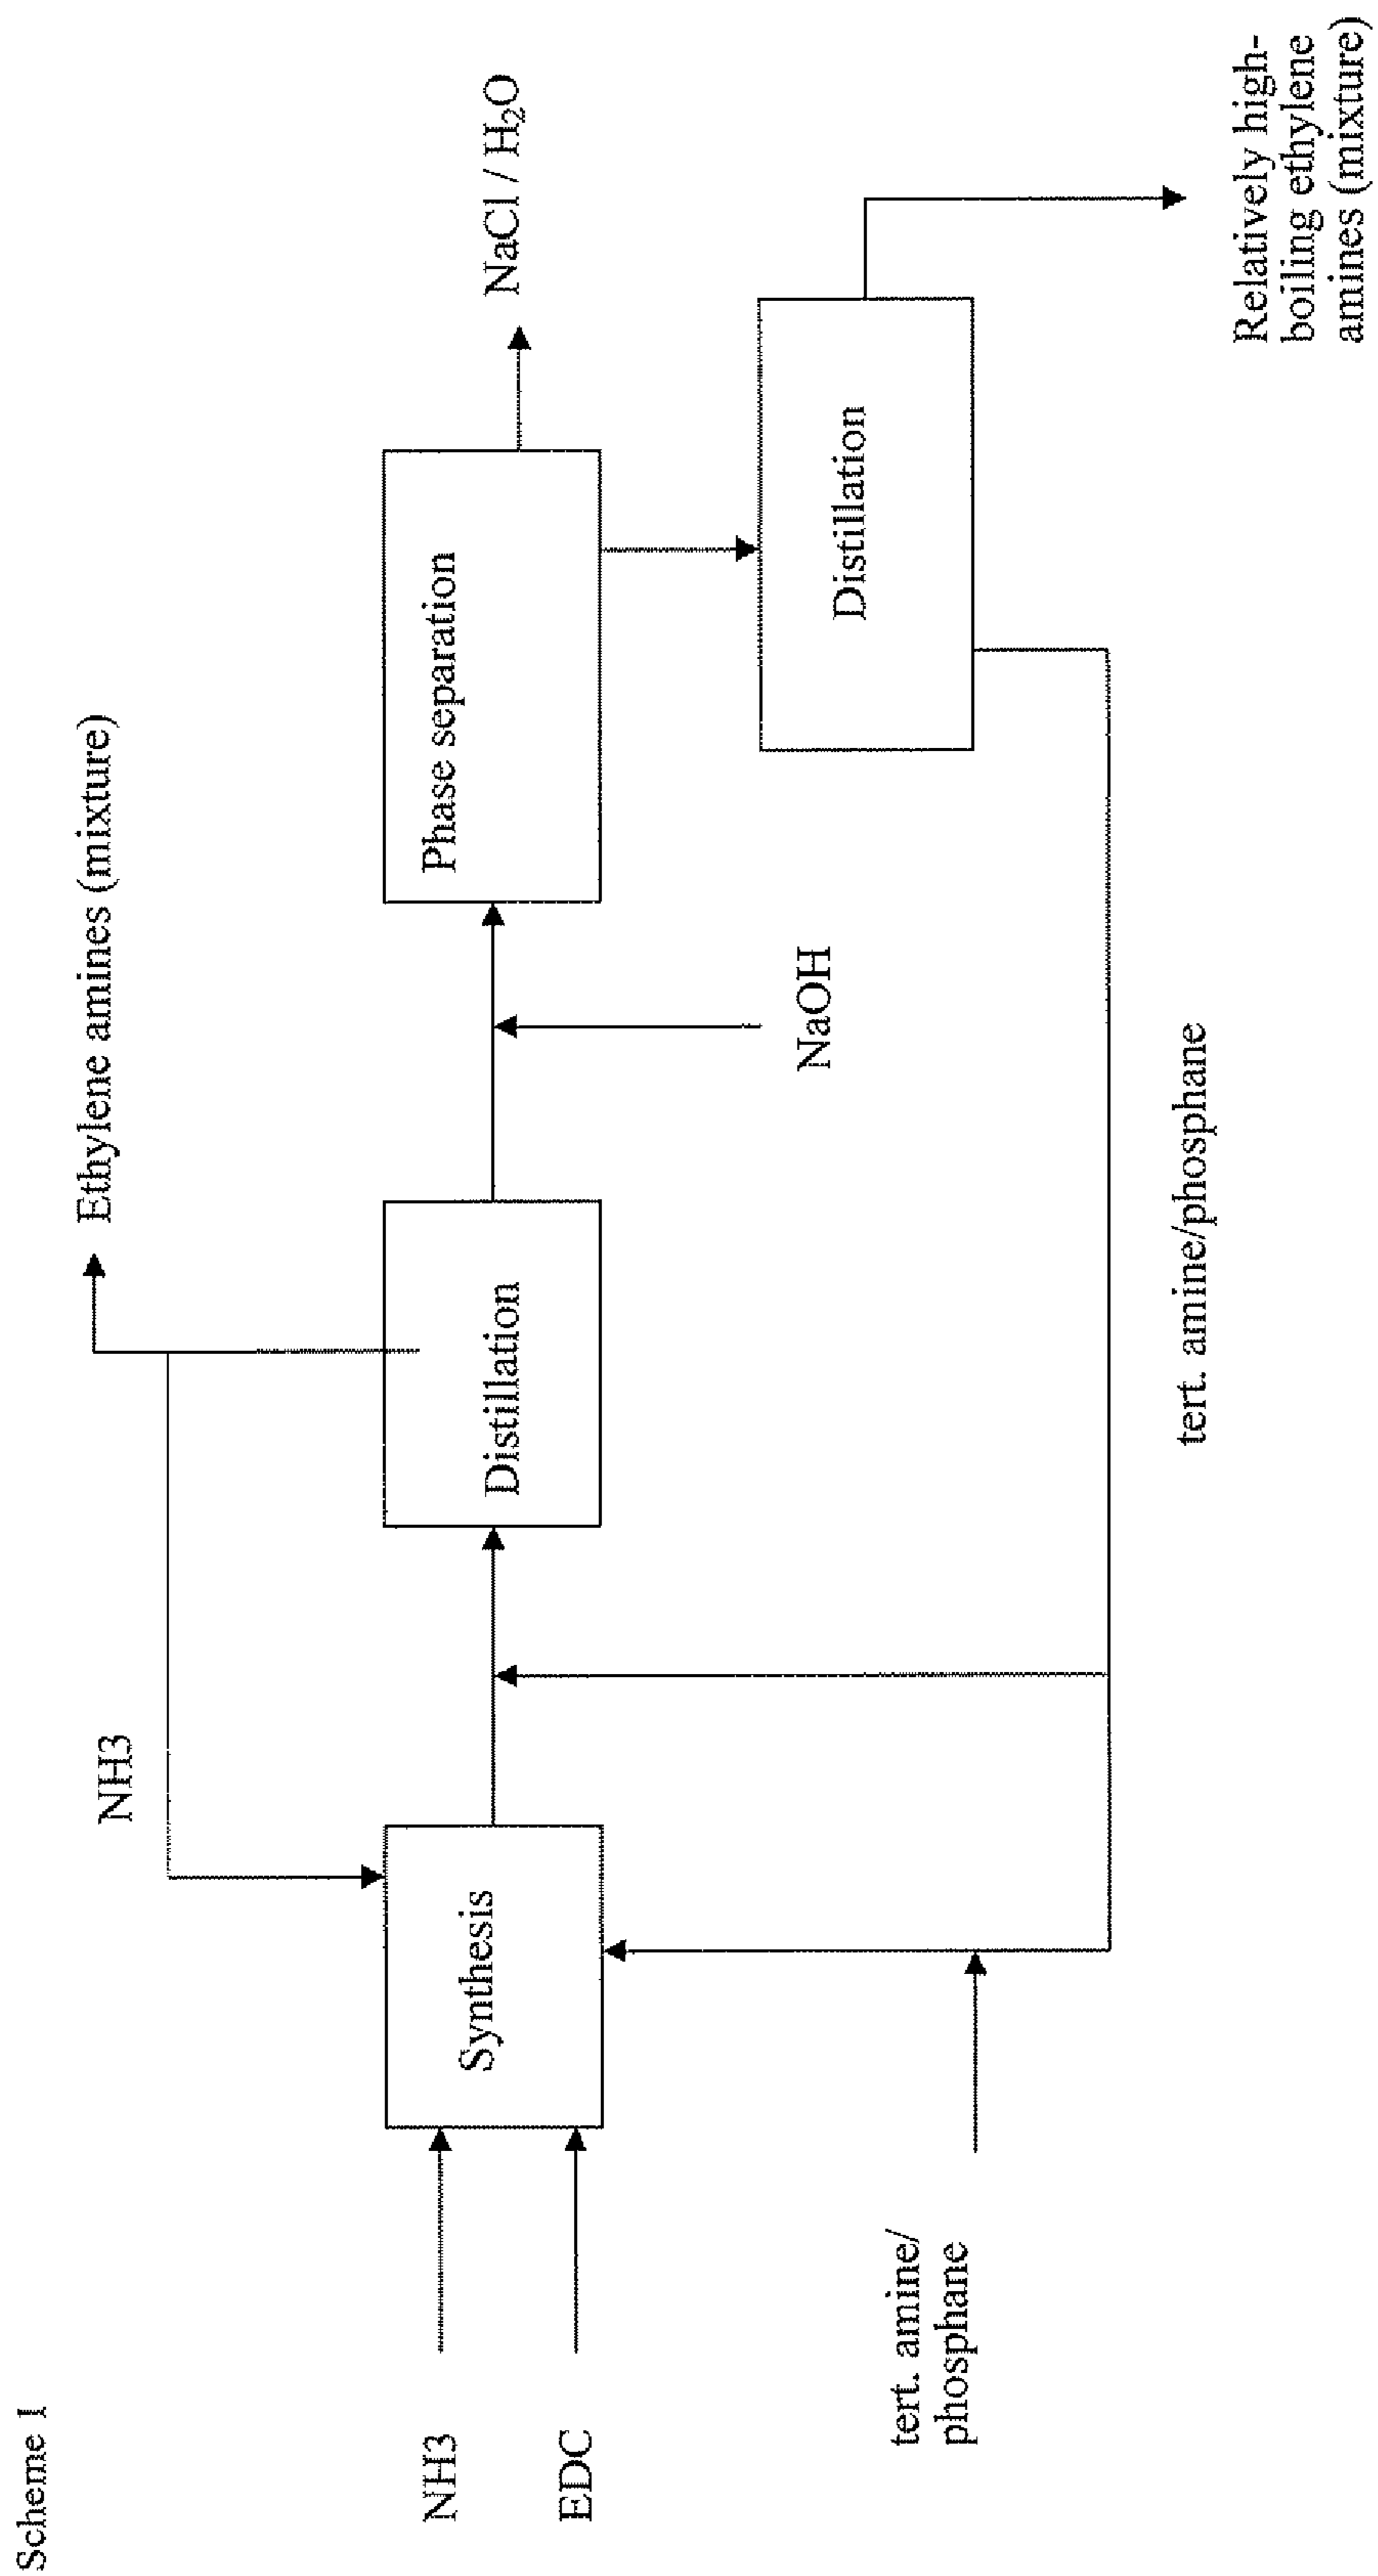 Scheme 1
Ethylene amines (mixture)
NH3
NH3
EDC
Synthesis
Distillation
Phase separation
NaCl / H₂O
NaOH
Distillation
tert. amine/
phosphane
tert. amine/phosphane
Relatively high-
boiling ethylene
amines (mixture)